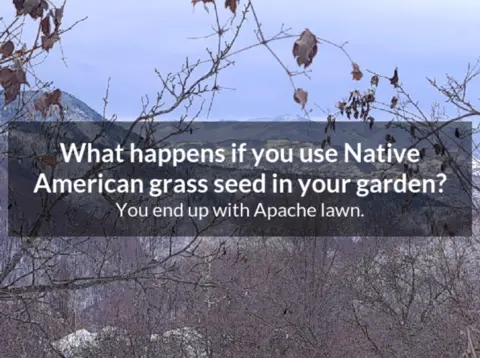 What happens if you use Native
American grass seed in your garden?
You end up with Apache lawn.